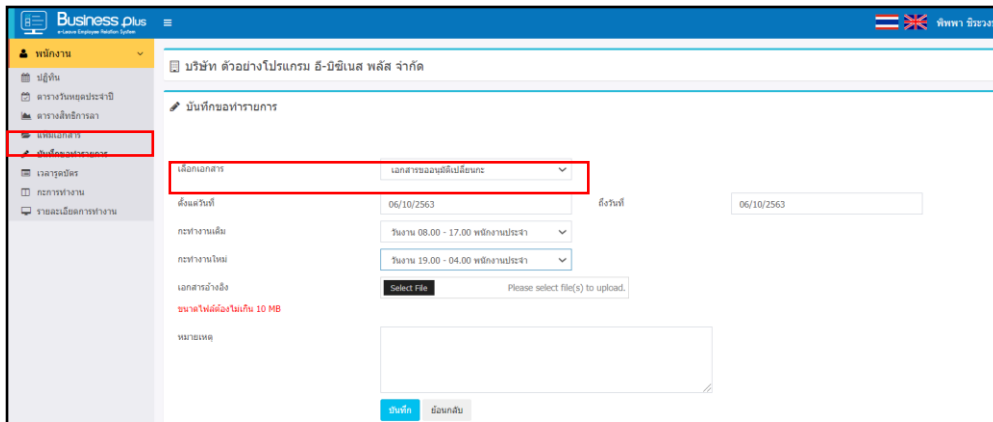 Business plus
e-Leave Employee Relation System
พิพพา ชีระวง
พนักงาน
ปฏิทิน
ตารางวันหยุดประจำปี
ตารางสิทธิการลา
แฟ้มเอกสาร
บันทึกขอทำรายการ
เวลารูดบัตร
กะการทำงาน
รายละเอียดการทำงาน
บริษัท ตัวอย่างโปรแกรม อี-บิซิเนส พลัส จำกัด
บันทึกขอทำรายการ
เลือกเอกสาร
เอกสารขออนุมัติเปลี่ยนกะ
ตั้งแต่วันที่ 06/10/2563 ถึงวันที่ 06/10/2563
กะทำงานเดิม วันงาน 08.00 - 17.00 พนักงานประจำ
กะทำงานใหม่ วันงาน 19.00 - 04.00 พนักงานประจำ
เอกสารอ้างอิง Select File Please select file(s) to upload.
ขนาดไฟล์ต้องไม่เกิน 10 MB
หมายเหตุ
บันทึก ย้อนกลับ